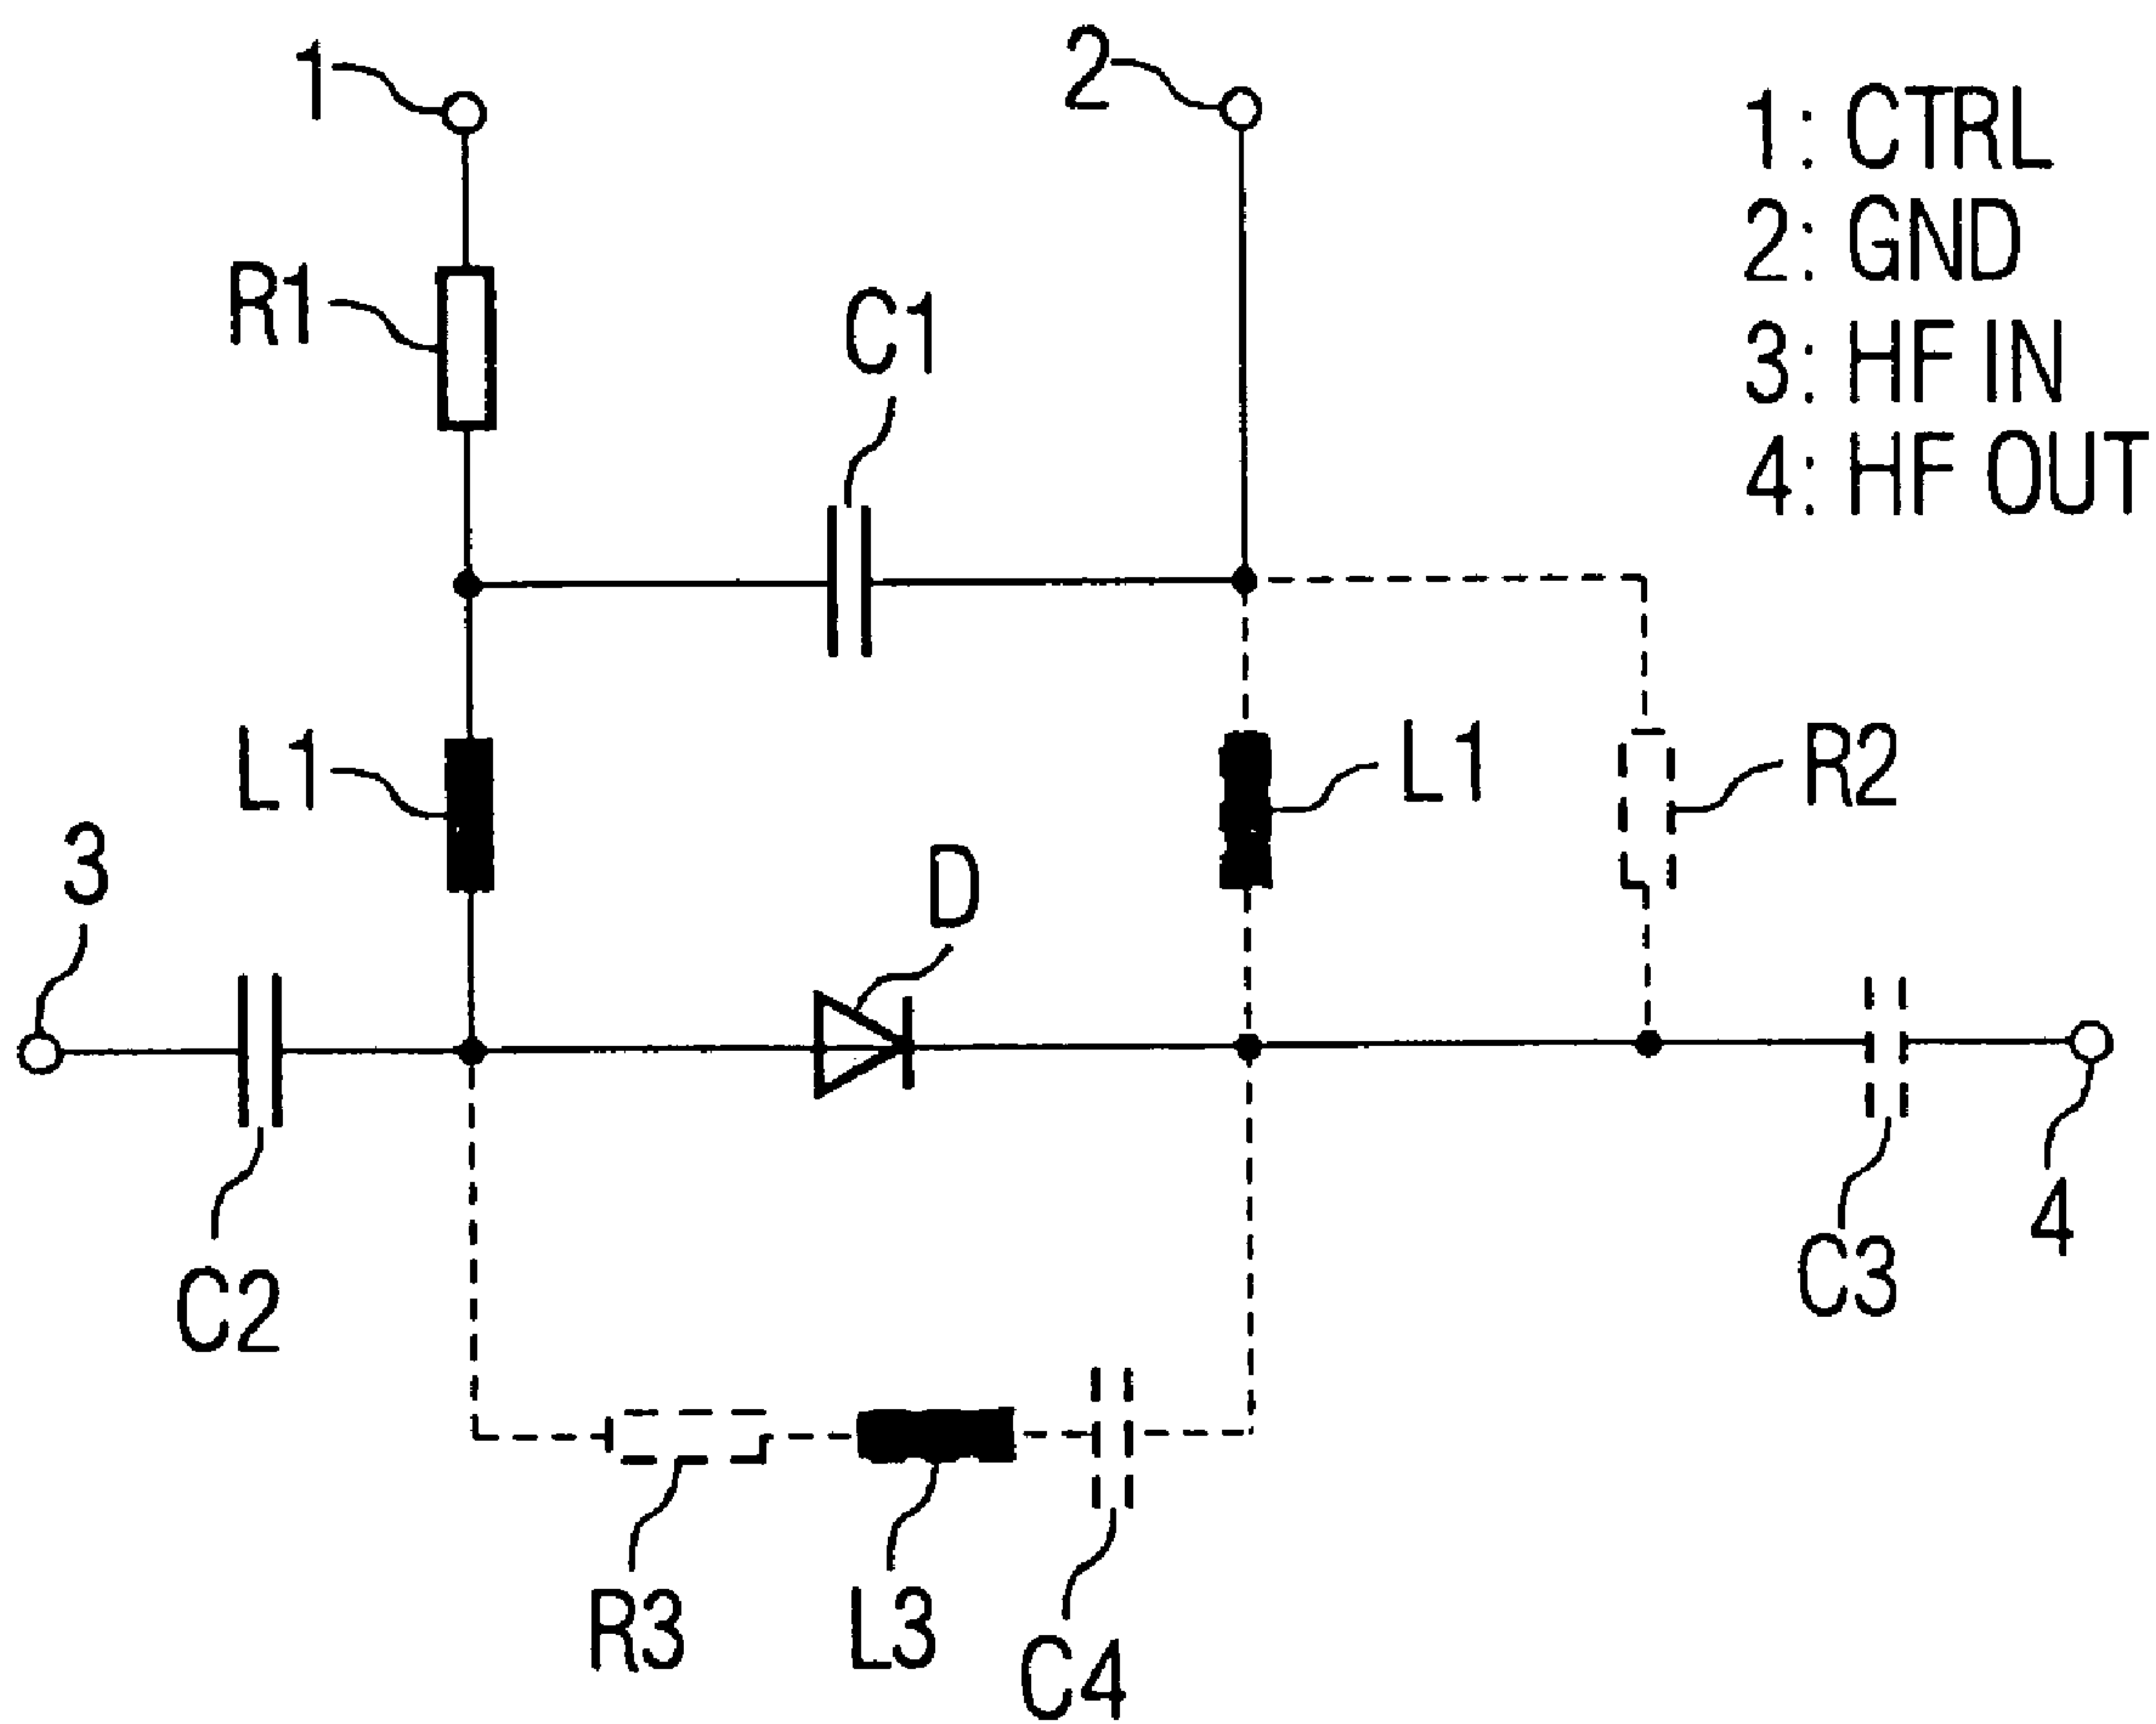 1
2
1: CTRL
2: GND
3: HF IN
4: HF OUT
R1
C1
L1
L1
R2
3
D
C2
C3
4
R3
L3
C4